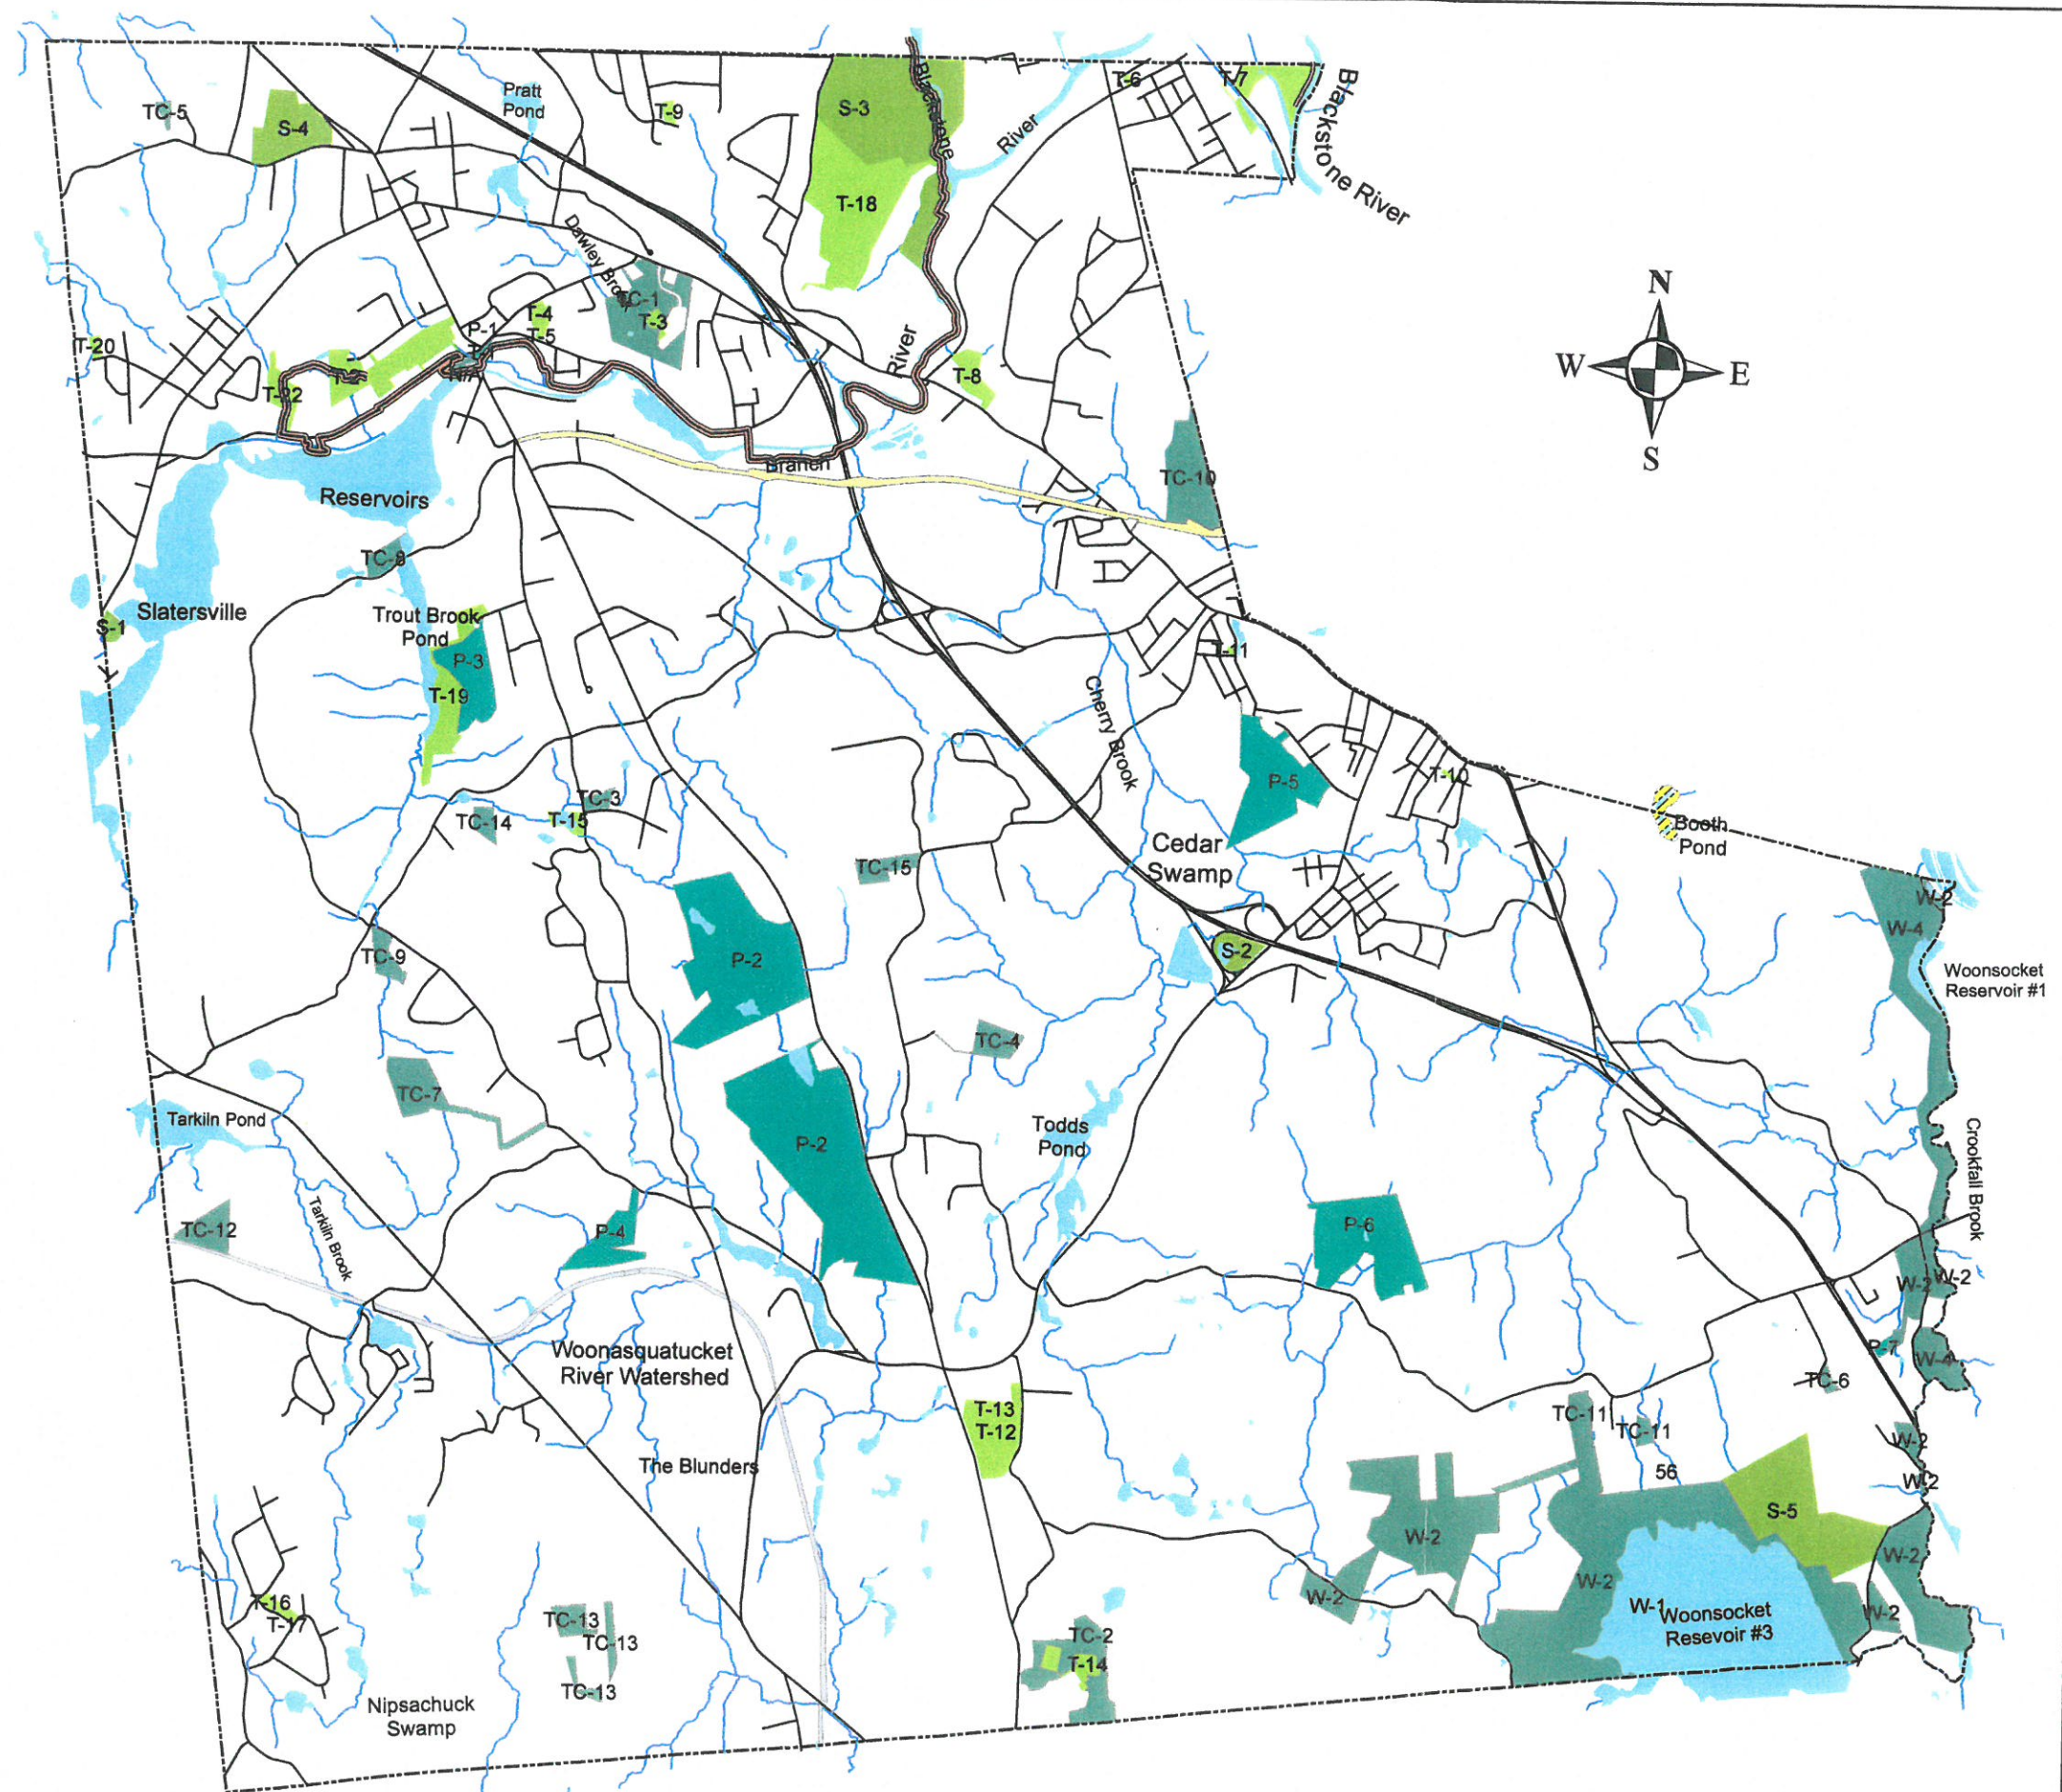 Pratt
Pond
TC-5
S-4
T-9
S-3
Blackstone
River
T-6
T-7
Blackstone River
T-18
Dawley Brook
TC-1
T-3
T-4
T-5
P-1
T-20
T-22
T-2
River
T-8
N
W
E
S
Branch
TC-10
Reservoirs
TC-8
Slatersville
S-1
Trout Brook
Pond
P-3
T-19
T-11
Cherry Brook
P-5
T-10
TC-3
TC-14
T-15
Cedar
Swamp
TC-15
Booth
Pond
W-2
W-4
P-2
S-2
TC-9
Woonsocket
Reservoir #1
TC-4
TC-7
Tarkiln Pond
Todds
Pond
P-2
Crookfall Brook
Tarkiln Brook
TC-12
P-4
P-6
W-2
W-2
P-7
W-4
Woonasquatucket
River Watershed
TC-6
T-13
T-12
TC-11
TC-11
W-2
The Blunders
56
W-2
S-5
W-2
W-2
W-2
W-2
W-2
W-1
Woonsocket
Resevoir #3
T-16
T-17
TC-13
TC-13
TC-13
TC-2
T-14
Nipsachuck
Swamp